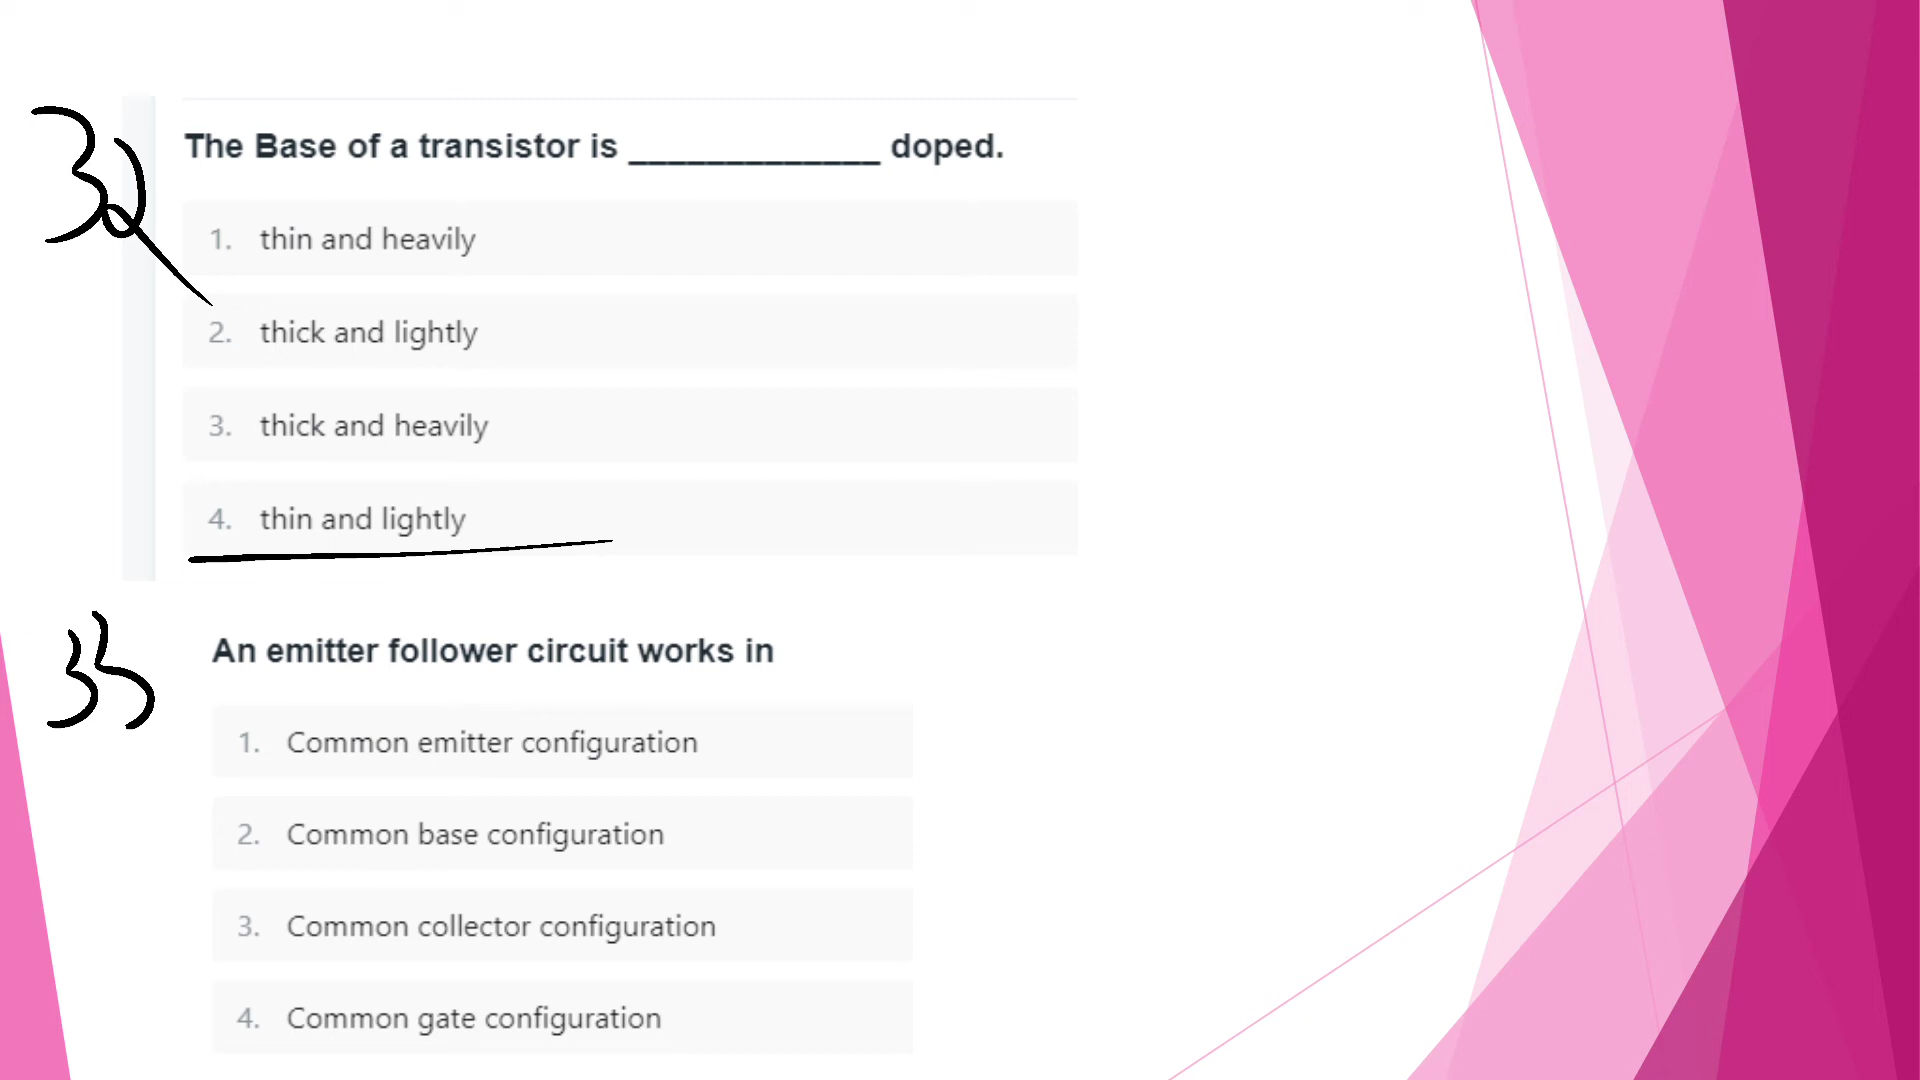 32
The Base of a transistor is _____________ doped.
1. thin and heavily
2. thick and lightly
3. thick and heavily
4. thin and lightly
33
An emitter follower circuit works in
1. Common emitter configuration
2. Common base configuration
3. Common collector configuration
4. Common gate configuration